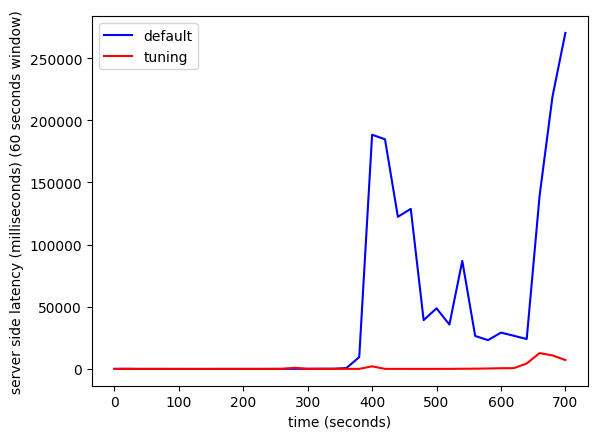 default
tuning
server side latency (milliseconds) (60 seconds window)
250000
200000
150000
100000
50000
0
0 100 200 300 400 500 600 700
time (seconds)